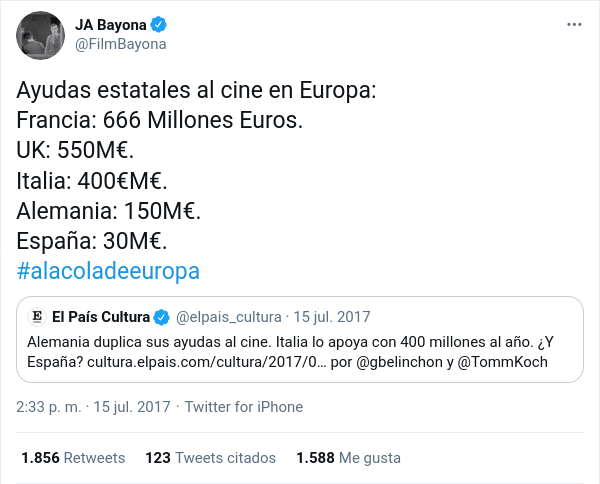 JA Bayona
@FilmBayona
Ayudas estatales al cine en Europa:
Francia: 666 Millones Euros.
UK: 550M€.
Italia: 400€M€.
Alemania: 150M€.
España: 30M€.
#alacoladeeuropa
E El País Cultura @elpais_cultura · 15 jul. 2017
Alemania duplica sus ayudas al cine. Italia lo apoya con 400 millones al año. ¿Y
España? cultura.elpais.com/cultura/2017/0… por @gbelinchon y @TommKoch
2:33 p. m. · 15 jul. 2017 · Twitter for iPhone
1.856 Retweets 123 Tweets citados 1.588 Me gusta